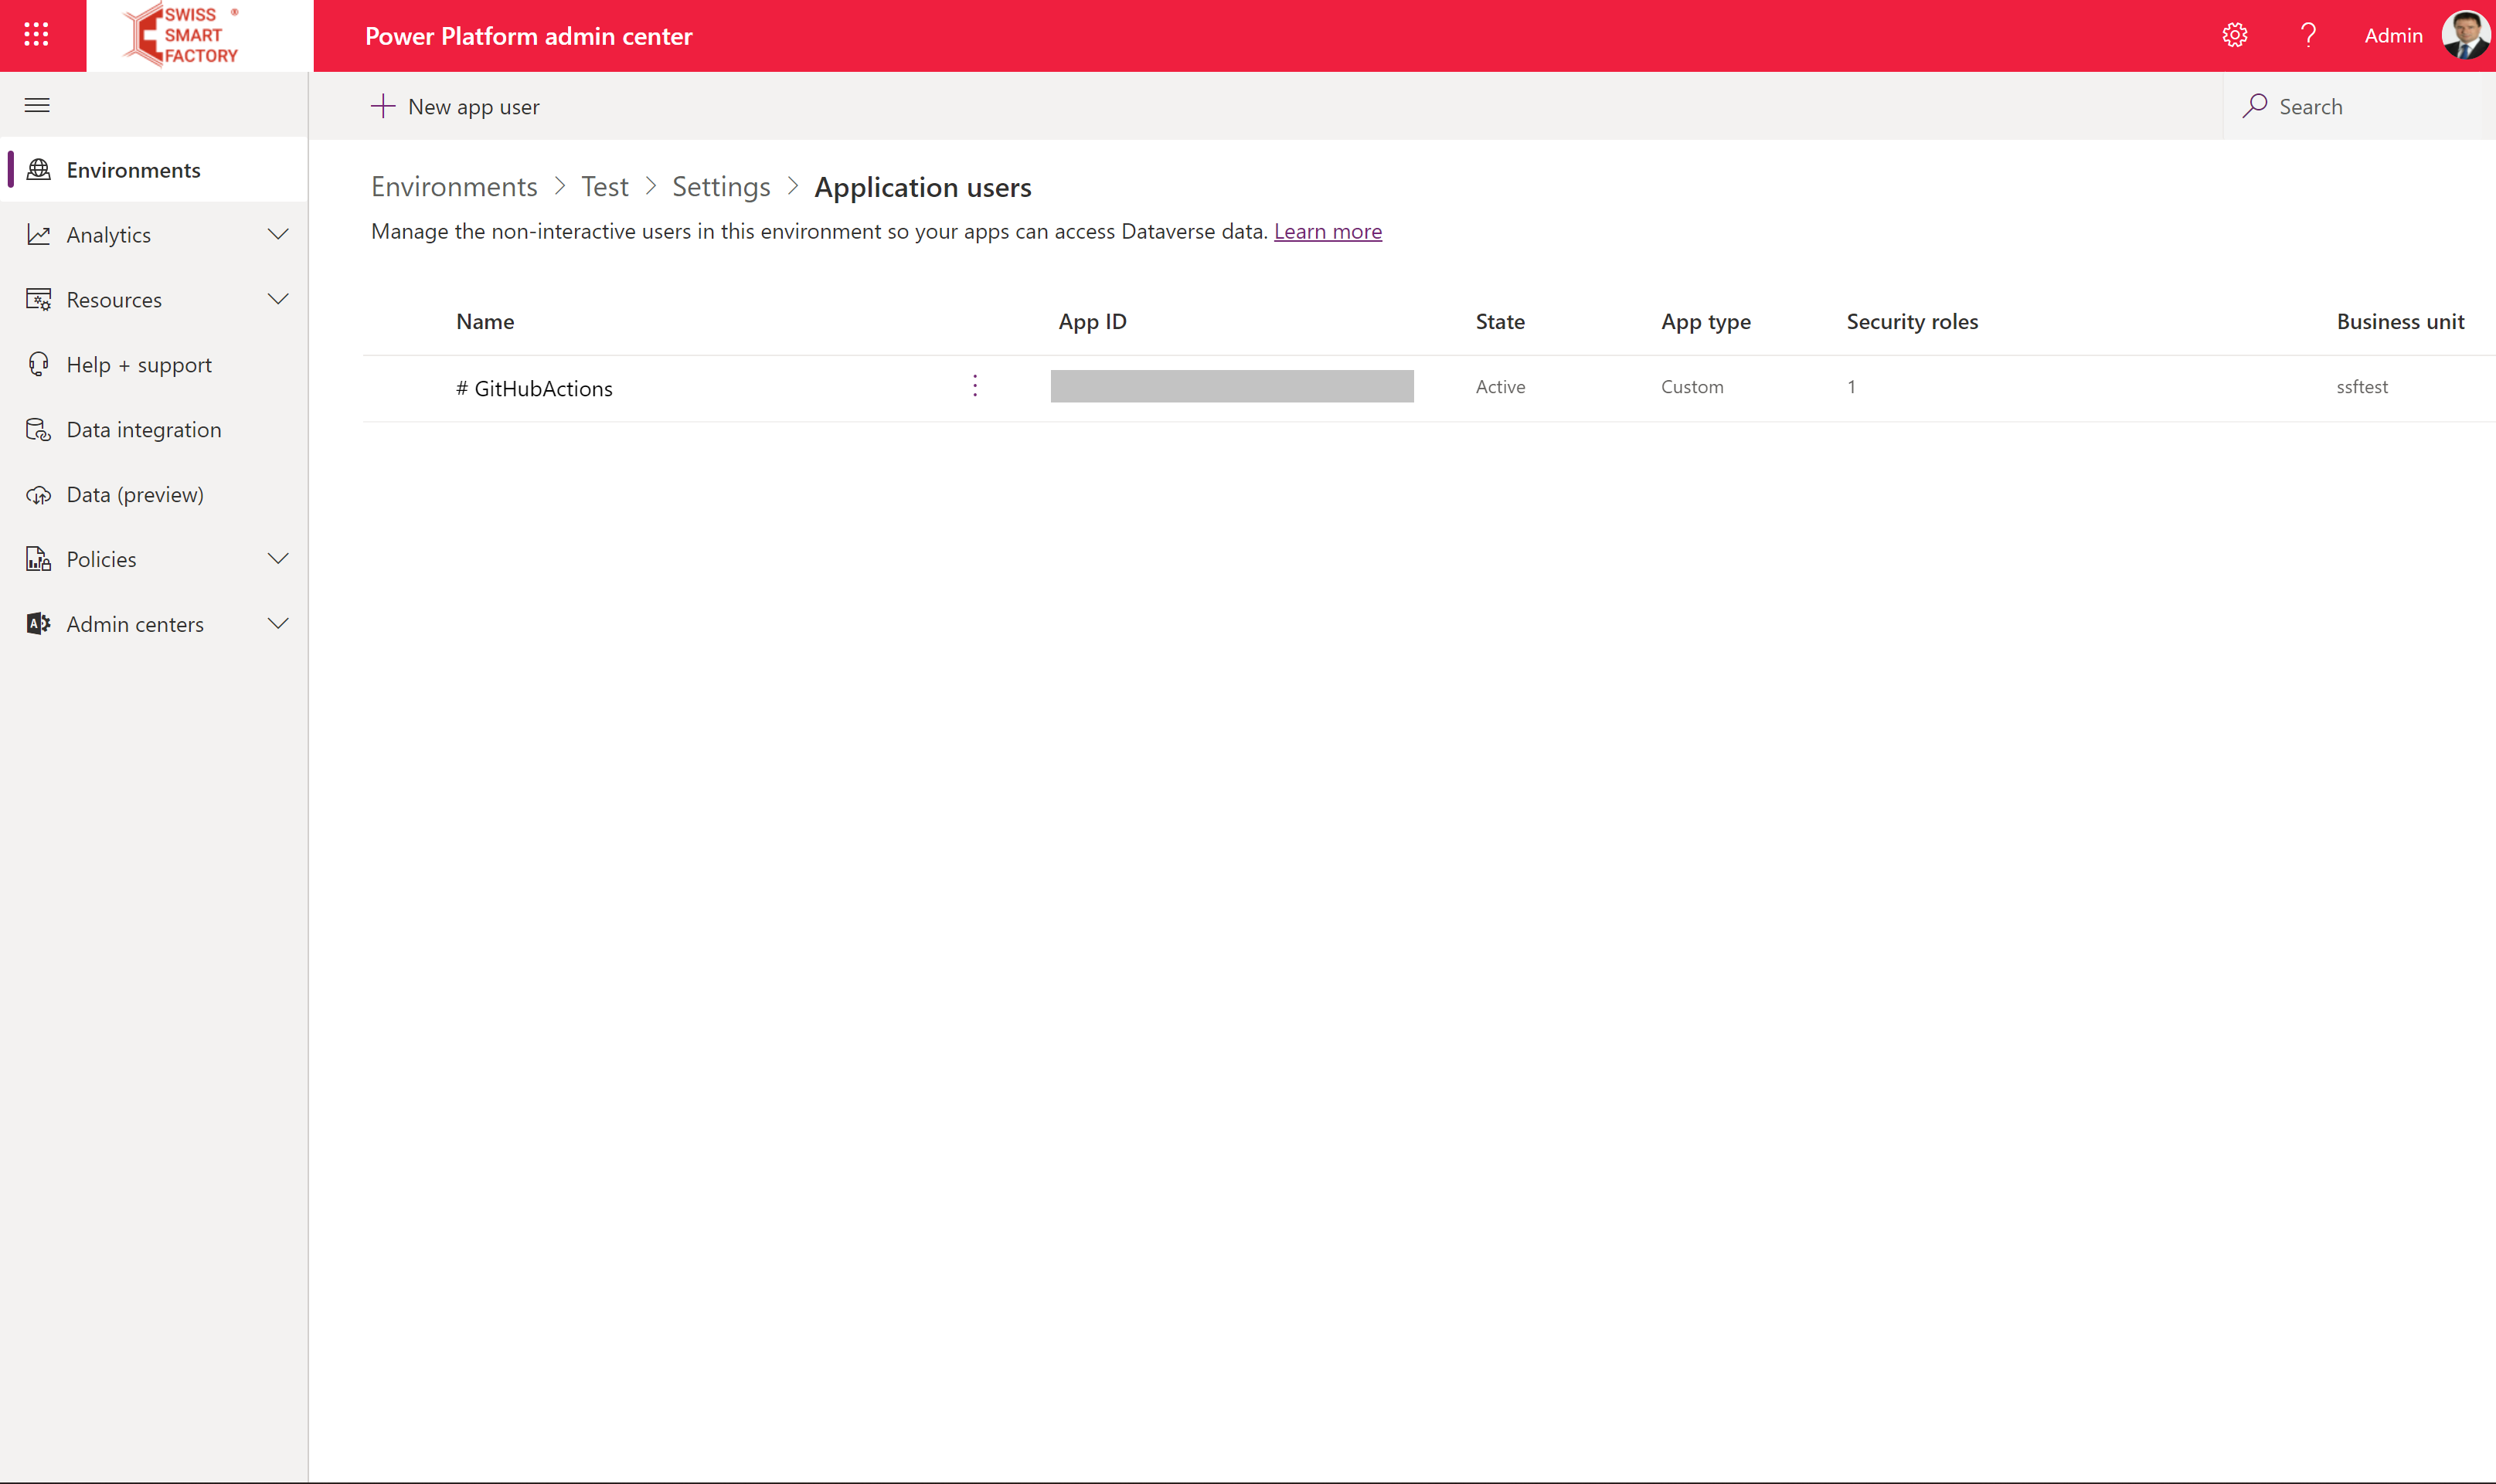 SWISS ®
SMART
FACTORY
Power Platform admin center
Admin
New app user
Search
Environments
Analytics
Resources
Help + support
Data integration
Data (preview)
Policies
Admin centers
Environments > Test > Settings > Application users
Manage the non-interactive users in this environment so your apps can access Dataverse data. Learn more
Name App ID State App type Security roles Business unit
# GitHubActions Active Custom 1 ssftest